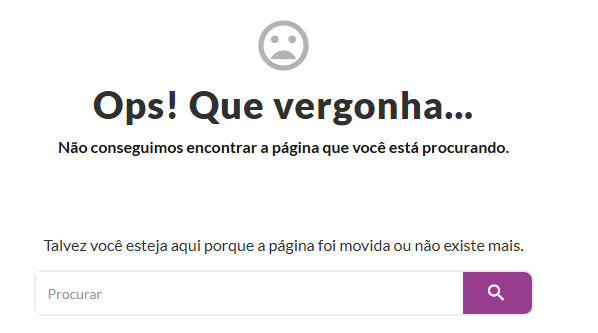 Ops! Que vergonha...
Não conseguimos encontrar a página que você está procurando.
Talvez você esteja aqui porque a página foi movida ou não existe mais.
Procurar